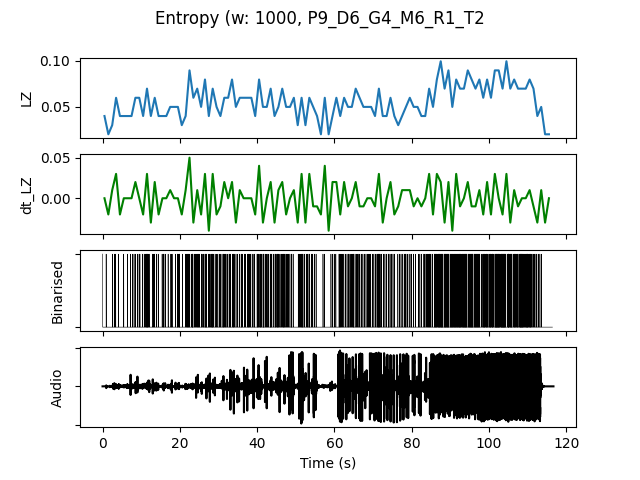 Entropy (w: 1000, P9_D6_G4_M6_R1_T2
0.10
0.05
LZ
0.05
0.00
dt_LZ
Binarised
Audio
0 20 40 60 80 100 120
Time (s)